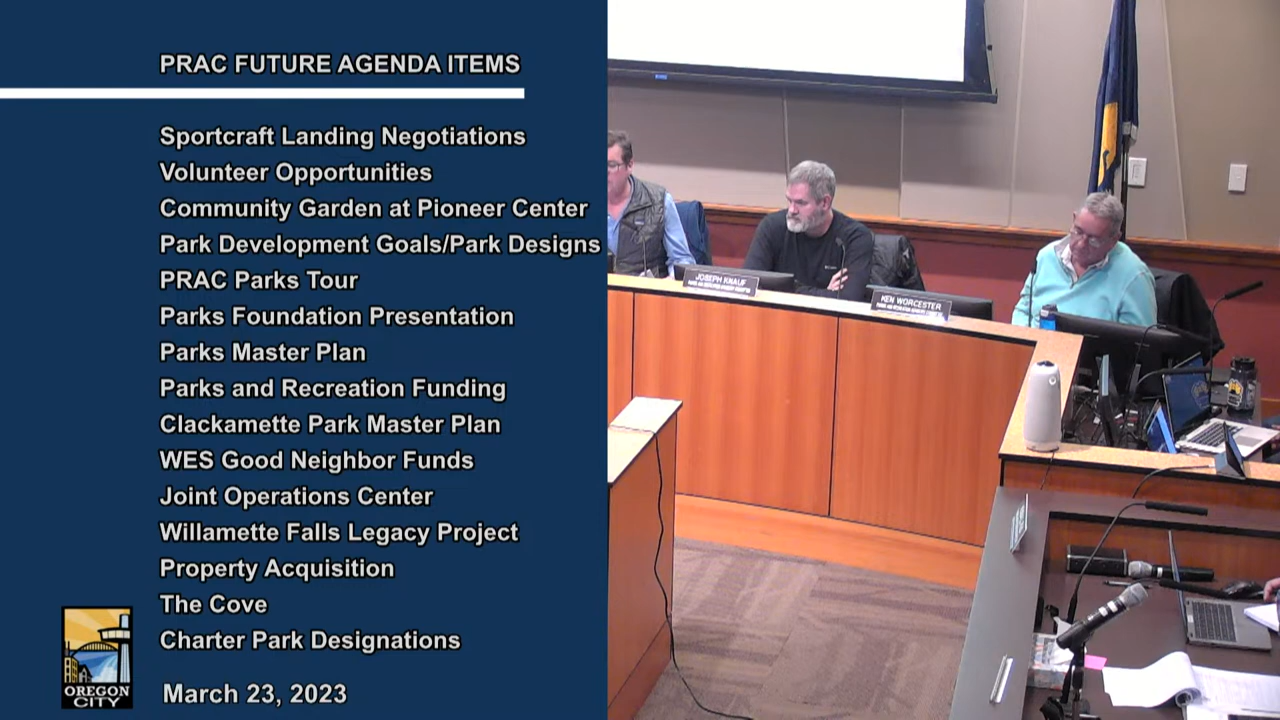 PRAC FUTURE AGENDA ITEMS
Sportcraft Landing Negotiations
Volunteer Opportunities
Community Garden at Pioneer Center
Park Development Goals/Park Designs
PRAC Parks Tour
Parks Foundation Presentation
Parks Master Plan
Parks and Recreation Funding
Clackamette Park Master Plan
WES Good Neighbor Funds
Joint Operations Center
Willamette Falls Legacy Project
Property Acquisition
The Cove
Charter Park Designations
March 23, 2023
OREGON
CITY
JOSEPH KNAUF
KEN WORCESTER